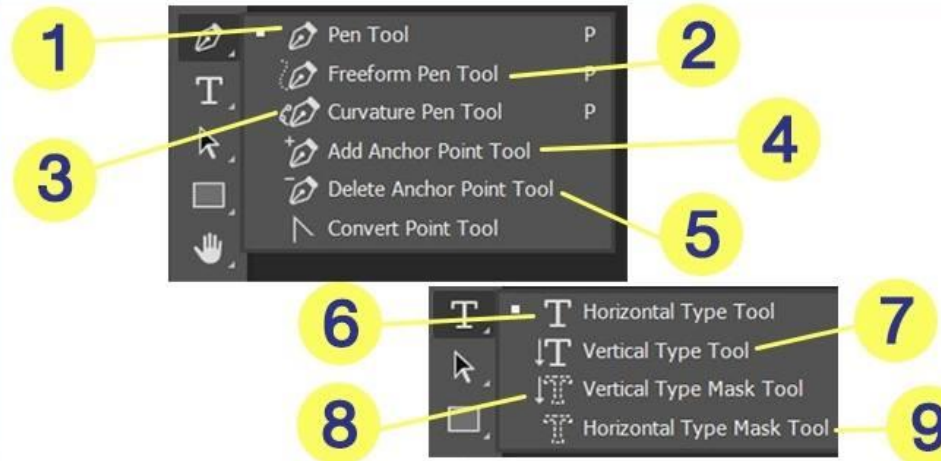 1 Pen Tool P 2
Freeform Pen Tool P
3 Curvature Pen Tool P
Add Anchor Point Tool 4
Delete Anchor Point Tool 5
Convert Point Tool
T
6 T T Horizontal Type Tool 7
T Vertical Type Tool
8 T Vertical Type Mask Tool
T Horizontal Type Mask Tool 9